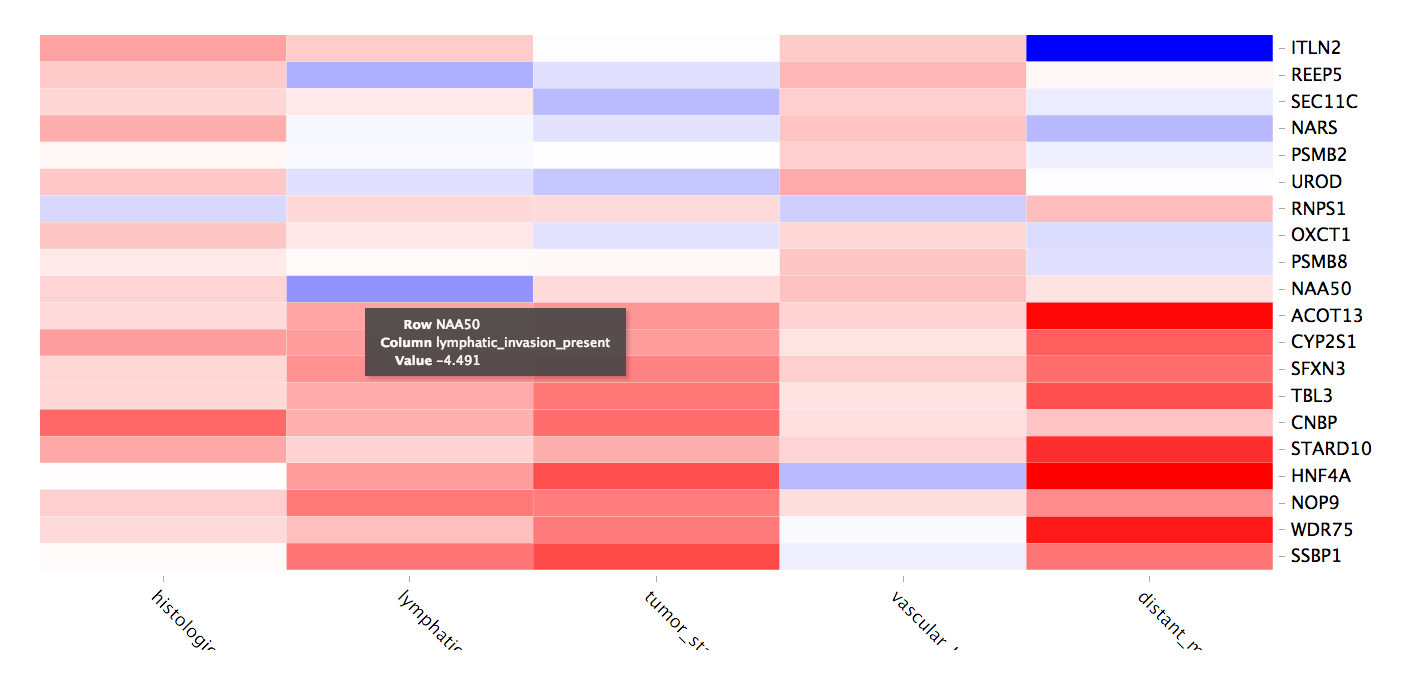 ITLN2
REEP5
SEC11C
NARS
PSMB2
UROD
RNPS1
OXCT1
PSMB8
NAA50
ACOT13
CYP2S1
SFXN3
TBL3
CNBP
STARD10
HNF4A
NOP9
WDR75
SSBP1
Row NAA50
Column lymphatic_invasion_present
Value −4.491
histologic
lymphatic
tumor_sta
vascular_
distant_m